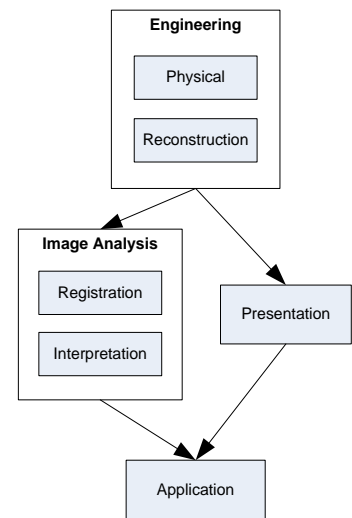 Engineering
Physical
Reconstruction
Image Analysis
Registration
Interpretation
Presentation
Application